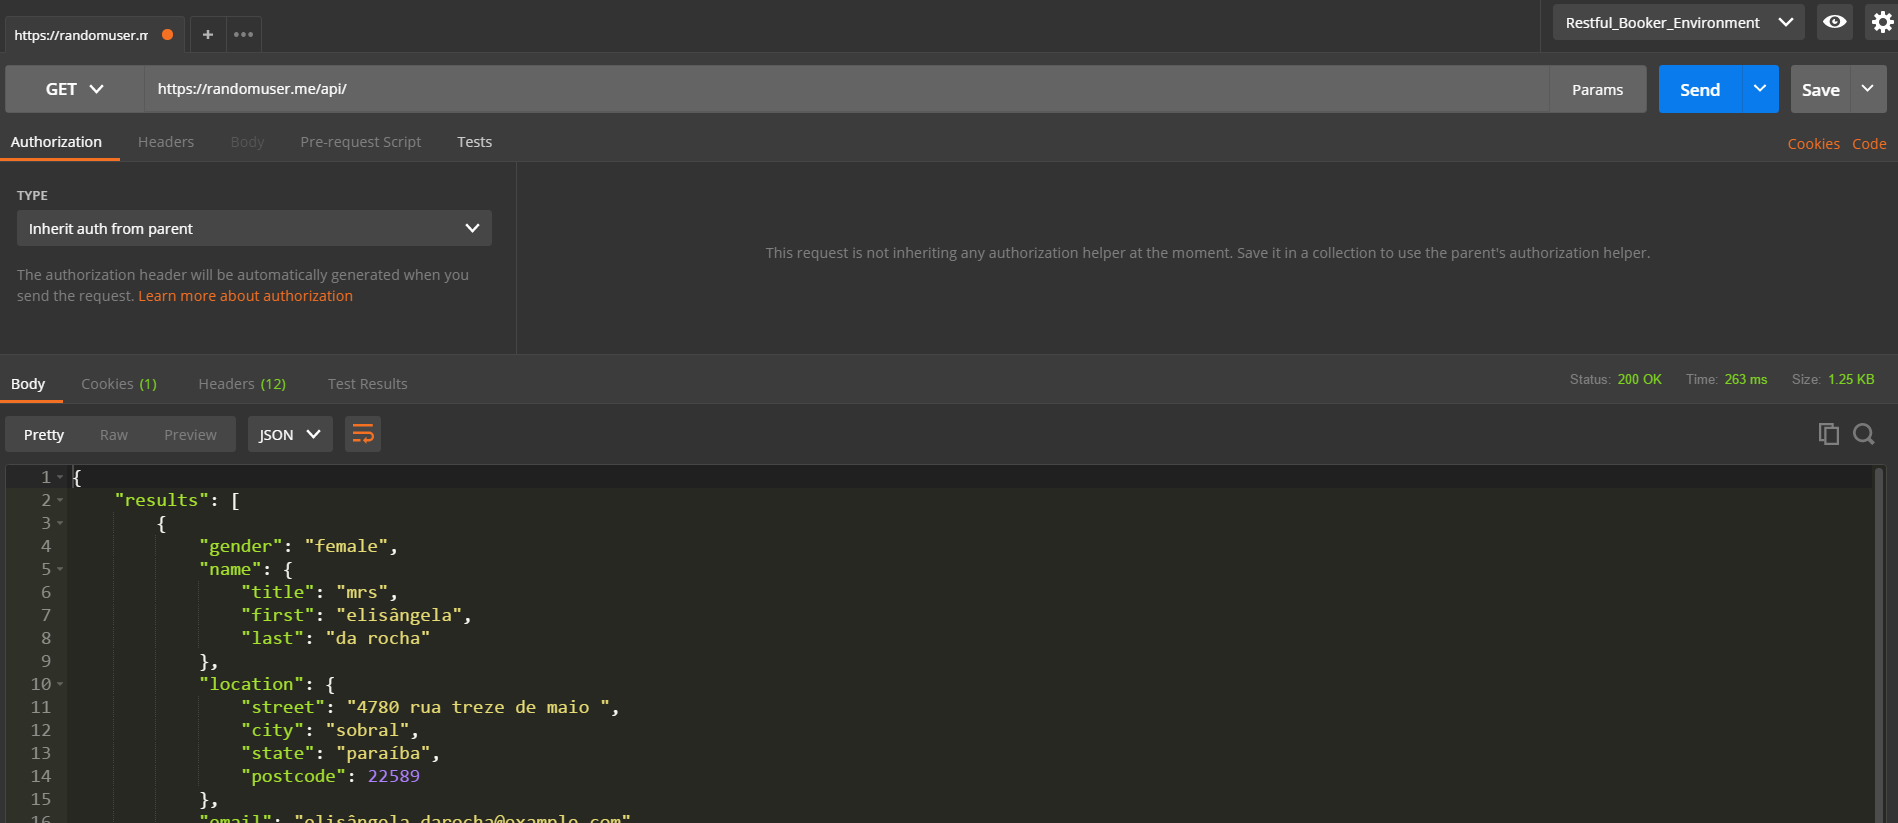 https://randomuser.m + ••• Restful_Booker_Environment
GET https://randomuser.me/api/ Params Send Save
Authorization Headers Body Pre-request Script Tests Cookies Code
TYPE
Inherit auth from parent
This request is not inheriting any authorization helper at the moment. Save it in a collection to use the parent's authorization helper.
The authorization header will be automatically generated when you
send the request. Learn more about authorization
Body Cookies (1) Headers (12) Test Results Status: 200 OK Time: 263 ms Size: 1.25 KB
Pretty Raw Preview JSON
1 {
2 "results": [
3 {
4 "gender": "female",
5 "name": {
6 "title": "mrs",
7 "first": "elisângela",
8 "last": "da rocha"
9 },
10 "location": {
11 "street": "4780 rua treze de maio ",
12 "city": "sobral",
13 "state": "paraíba",
14 "postcode": 22589
15 },
16 "email": "elisângela.darocha@example.com"